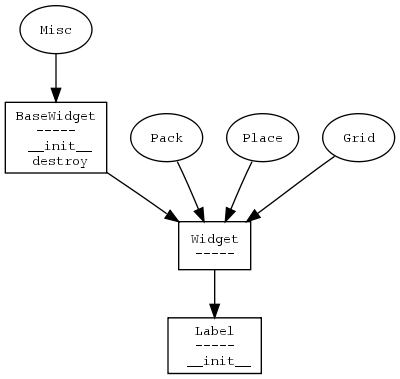 Misc
BaseWidget
-----
__init__
destroy
Pack
Place
Grid
Widget
-----
Label
-----
__init__